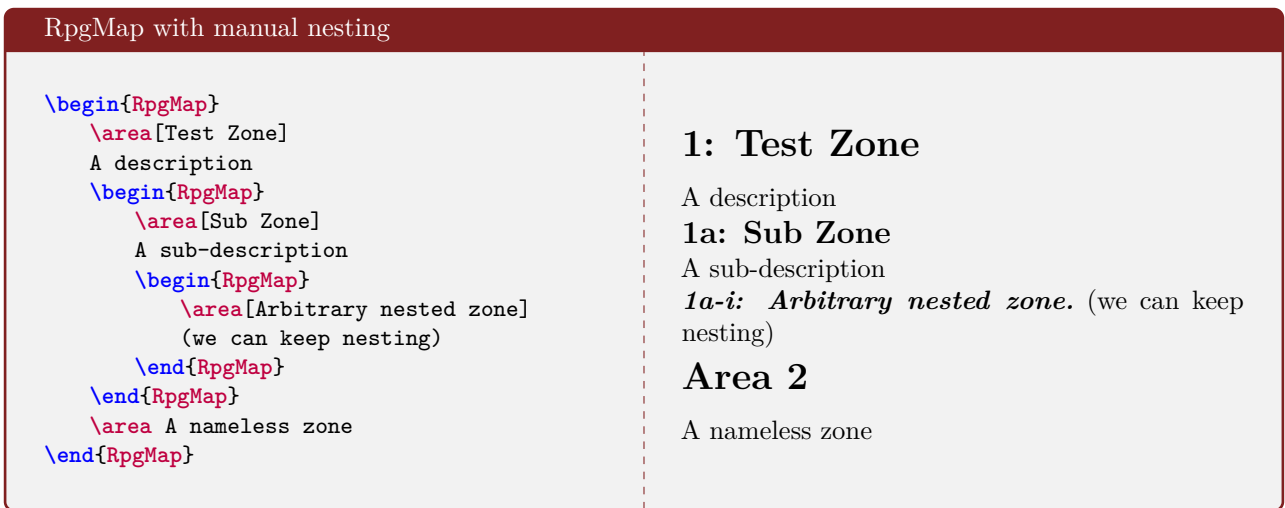 RpgMap with manual nesting
\begin{RpgMap}
    \area[Test Zone]
    A description
    \begin{RpgMap}
        \area[Sub Zone]
        A sub-description
        \begin{RpgMap}
            \area[Arbitrary nested zone]
            (we can keep nesting)
        \end{RpgMap}
    \end{RpgMap}
    \area A nameless zone
\end{RpgMap}
1: Test Zone
A description
1a: Sub Zone
A sub-description
1a-i: Arbitrary nested zone. (we can keep
nesting)
Area 2
A nameless zone